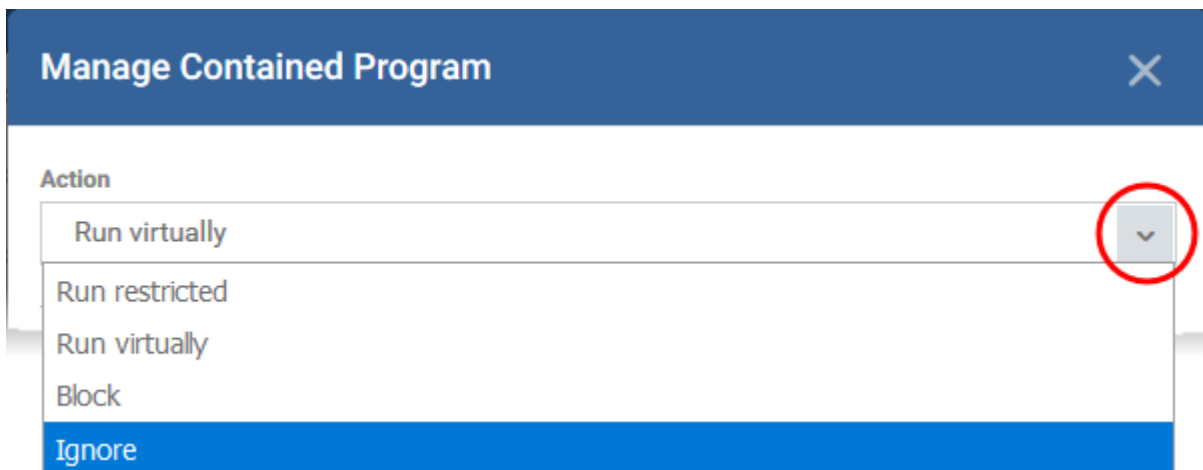 Manage Contained Program
Action
Run virtually
Run restricted
Run virtually
Block
Ignore